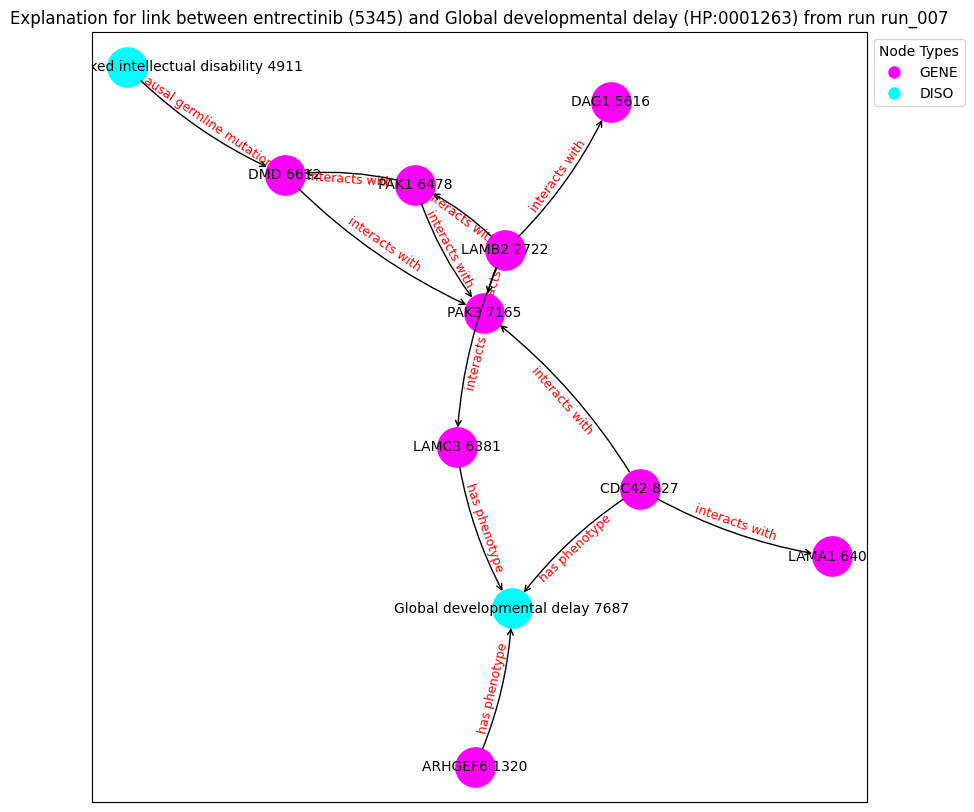 Explanation for link between entrectinib (5345) and Global developmental delay (HP:0001263) from run run_007
Node Types
GENE
DISO
ked intellectual disability 4911
ausal germline mutation
DAG1 5616
interacts with
DMD 6612
interacts with
PAK1 6478
interacts with
interacts with
interacts with
LAMB2 2722
PAK3 7165
interacts
acts
interacts with
LAMC3 6381
CDC42 827
has phenotype
interacts with
has phenotype
LAMA1 640
Global developmental delay 7687
has phenotype
ARHGEF6 1320